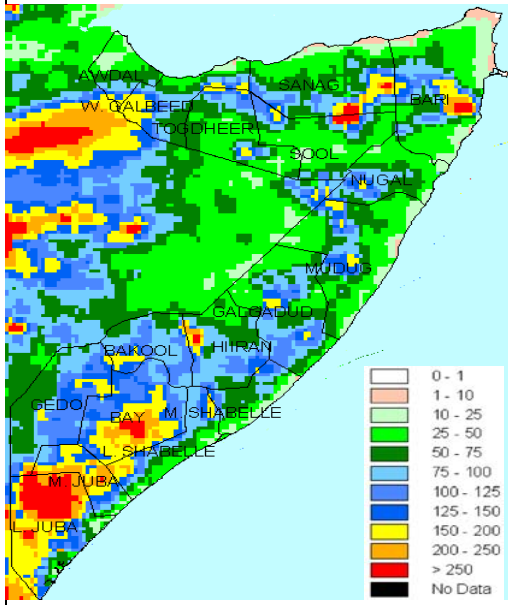 AWDAL
SANAG
BARI
W. GALBEED
TOGDHEER
SOOL
NUGAL
MUDUG
GALGADUD
HIIRAN
BAKOOL
GEDO
BAY
M. SHABELLE
L. SHABELLE
M. JUBA
L. JUBA
0 - 1
1 - 10
10 - 25
25 - 50
50 - 75
75 - 100
100 - 125
125 - 150
150 - 200
200 - 250
> 250
No Data